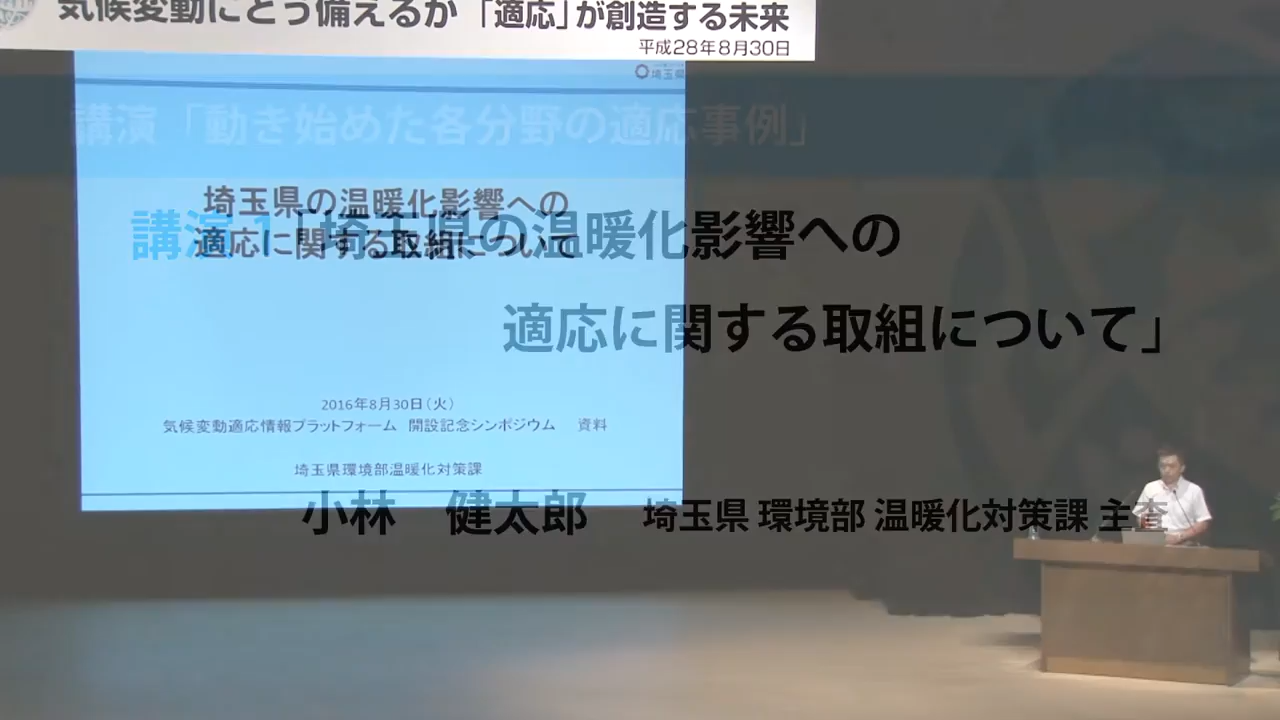 気候変動にどう備えるか 「適応」が創造する未来
平成28年8月30日
埼玉県
講演「動き始めた各分野の適応事例」
埼玉県の温暖化影響への
適応に関する取組について
講演1「埼玉県の温暖化影響への
適応に関する取組について」
2016年8月30日（火）
気候変動適応情報プラットフォーム 開設記念シンポジウム 資料
埼玉県環境部温暖化対策課
小林 健太郎 埼玉県 環境部 温暖化対策課 主査